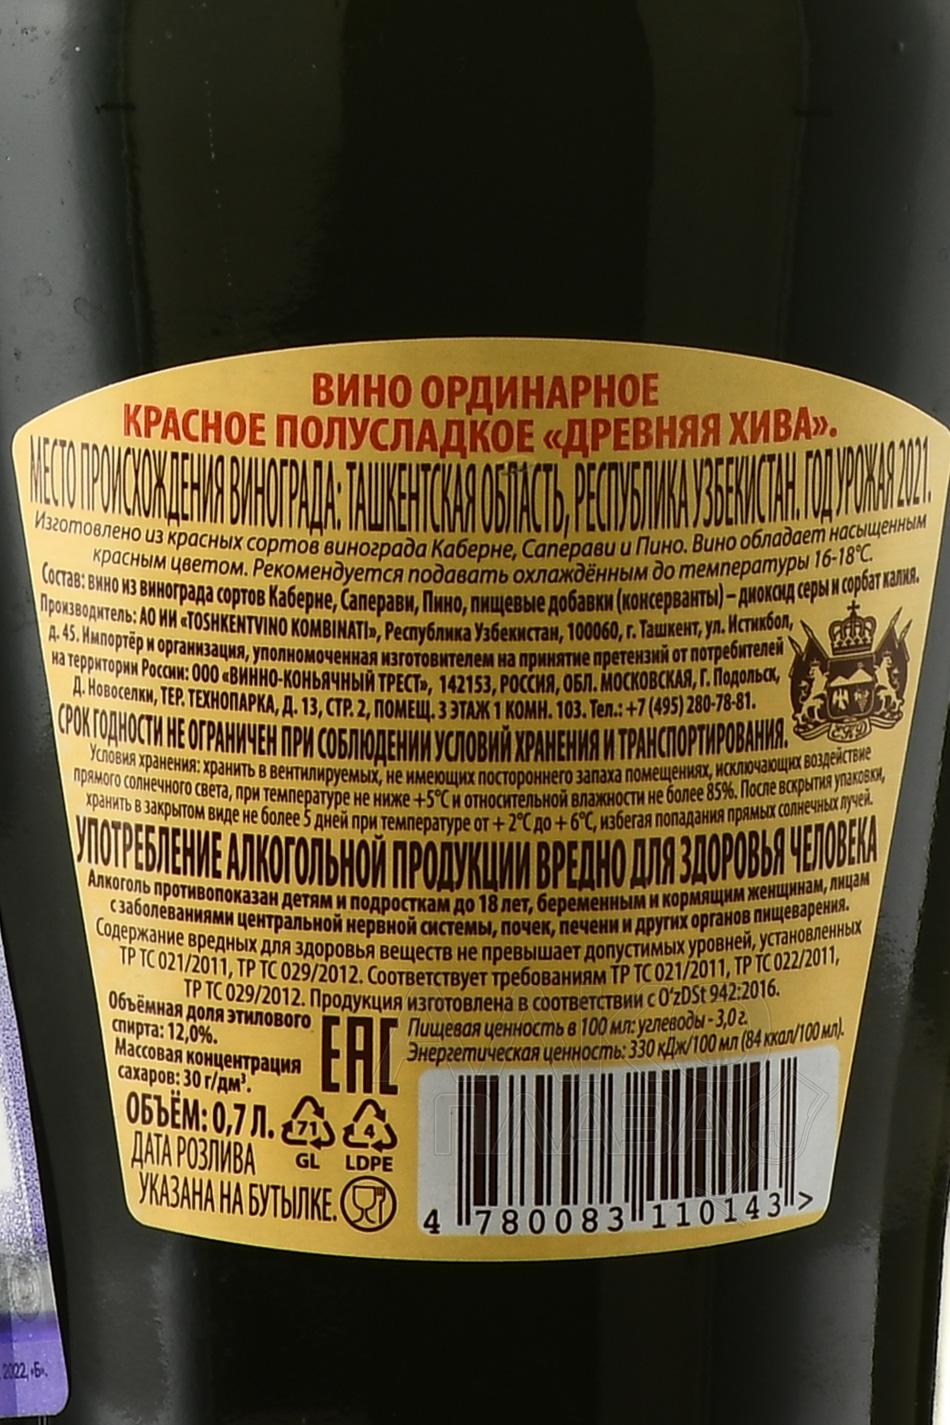 ВИНО ОРДИНАРНОЕ
КРАСНОЕ ПОЛУСЛАДКОЕ «ДРЕВНЯЯ ХИВА».
МЕСТО ПРОИСХОЖДЕНИЯ ВИНОГРАДА: ТАШКЕНТСКАЯ ОБЛАСТЬ, РЕСПУБЛИКА УЗБЕКИСТАН. ГОД УРОЖАЯ 2021.
Изготовлено из красных сортов винограда Каберне, Саперави и Пино. Вино обладает насыщенным
красным цветом. Рекомендуется подавать охлаждённым до температуры 16-18°С.
Состав: вино из винограда сортов Каберне, Саперави, Пино, пищевые добавки (консерванты) – диоксид серы и сорбат калия.
Производитель: АО ИИ «TOSHKENTVINO KOMBINATI», Республика Узбекистан, 100060, г. Ташкент, ул. Истикбол,
д. 45. Импортёр и организация, уполномоченная изготовителем на принятие претензий от потребителей
на территории России: ООО «ВИННО-КОНЬЯЧНЫЙ ТРЕСТ», 142153, РОССИЯ, ОБЛ. МОСКОВСКАЯ, Г. Подольск,
Д. Новоселки, ТЕР. ТЕХНОПАРКА, Д. 13, СТР. 2, ПОМЕЩ. 3 ЭТАЖ 1 КОМН. 103. Тел.: +7 (495) 280-78-81.
СРОК ГОДНОСТИ НЕ ОГРАНИЧЕН ПРИ СОБЛЮДЕНИИ УСЛОВИЙ ХРАНЕНИЯ И ТРАНСПОРТИРОВАНИЯ.
Условия хранения: хранить в вентилируемых, не имеющих постороннего запаха помещениях, исключающих воздействие
прямого солнечного света, при температуре не ниже +5°С и относительной влажности не более 85%. После вскрытия упаковки,
хранить в закрытом виде не более 5 дней при температуре от + 2°С до + 6°С, избегая попадания прямых солнечных лучей.
УПОТРЕБЛЕНИЕ АЛКОГОЛЬНОЙ ПРОДУКЦИИ ВРЕДНО ДЛЯ ЗДОРОВЬЯ ЧЕЛОВЕКА
Алкоголь противопоказан детям и подросткам до 18 лет, беременным и кормящим женщинам, лицам
с заболеваниями центральной нервной системы, почек, печени и других органов пищеварения.
Содержание вредных для здоровья веществ не превышает допустимых уровней, установленных
ТР ТС 021/2011, ТР ТС 029/2012. Соответствует требованиям ТР ТС 021/2011, ТР ТС 022/2011,
ТР ТС 029/2012. Продукция изготовлена в соответствии с O'zDSt 942:2016.
Объёмная доля этилового
спирта: 12,0%.
Массовая концентрация
сахаров: 30 г/дм³.
EAC
Пищевая ценность в 100 мл: углеводы - 3,0 г.
Энергетическая ценность: 330 кДж/100 мл (84 ккал/100 мл).
ОБЪЁМ: 0,7 Л.
71
GL
4
LDPE
ДАТА РОЗЛИВА
УКАЗАНА НА БУТЫЛКЕ.
4 780083 110143 >
2022, «Б».